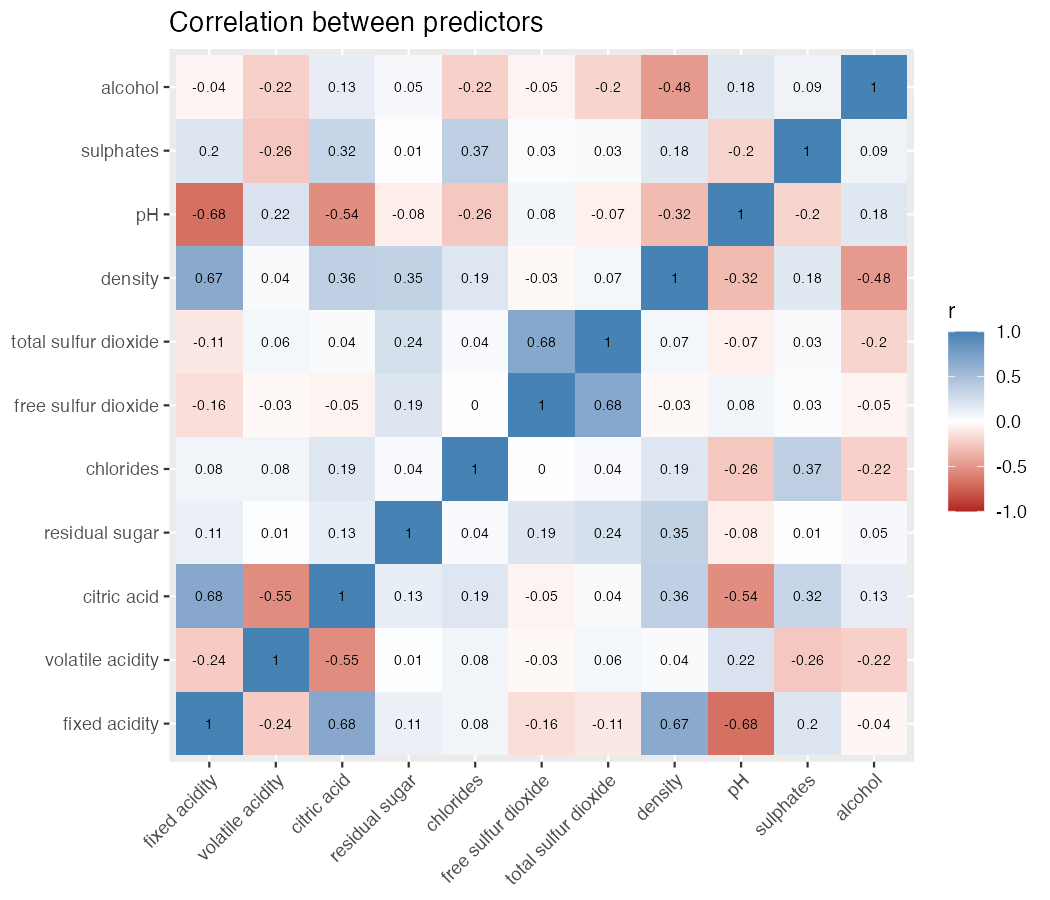 Correlation between predictors
alcohol -0.04 -0.22 0.13 0.05 -0.22 -0.05 -0.2 -0.48 0.18 0.09 1
sulphates 0.2 -0.26 0.32 0.01 0.37 0.03 0.03 0.18 -0.2 1 0.09
pH -0.68 0.22 -0.54 -0.08 -0.26 0.08 -0.07 -0.32 1 -0.2 0.18
density 0.67 0.04 0.36 0.35 0.19 -0.03 0.07 1 -0.32 0.18 -0.48
total sulfur dioxide -0.11 0.06 0.04 0.24 0.04 0.68 1 0.07 -0.07 0.03 -0.2
free sulfur dioxide -0.16 -0.03 -0.05 0.19 0 1 0.68 -0.03 0.08 0.03 -0.05
chlorides 0.08 0.08 0.19 0.04 1 0 0.04 0.19 -0.26 0.37 -0.22
residual sugar 0.11 0.01 0.13 1 0.04 0.19 0.24 0.35 -0.08 0.01 0.05
citric acid 0.68 -0.55 1 0.13 0.19 -0.05 0.04 0.36 -0.54 0.32 0.13
volatile acidity -0.24 1 -0.55 0.01 0.08 -0.03 0.06 0.04 0.22 -0.26 -0.22
fixed acidity 1 -0.24 0.68 0.11 0.08 -0.16 -0.11 0.67 -0.68 0.2 -0.04
fixed acidity
volatile acidity
citric acid
residual sugar
chlorides
free sulfur dioxide
total sulfur dioxide
density
pH
sulphates
alcohol
r
1.0
0.5
0.0
-0.5
-1.0